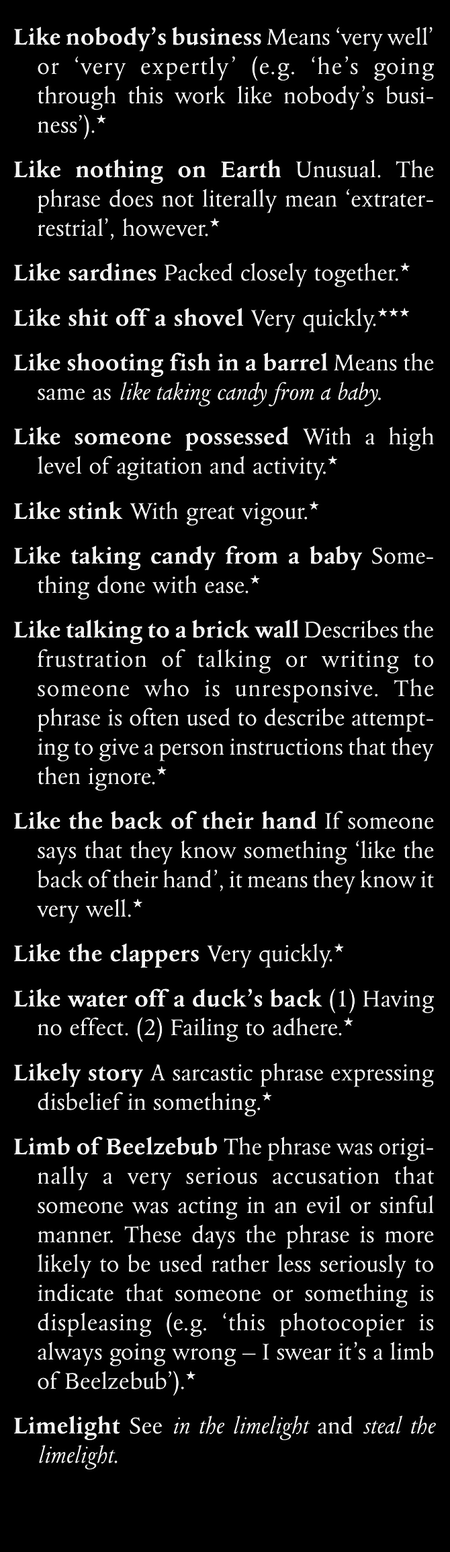 Like nobody’s business Means ‘very well’
or ‘very expertly’ (e.g. ‘he’s going
through this work like nobody’s busi-
ness’).★
Like nothing on Earth Unusual. The
phrase does not literally mean ‘extrater-
restrial’, however.★
Like sardines Packed closely together.★
Like shit off a shovel Very quickly.★★★
Like shooting fish in a barrel Means the
same as like taking candy from a baby.
Like someone possessed With a high
level of agitation and activity.★
Like stink With great vigour.★
Like taking candy from a baby Some-
thing done with ease.★
Like talking to a brick wall Describes the
frustration of talking or writing to
someone who is unresponsive. The
phrase is often used to describe attempt-
ing to give a person instructions that they
then ignore.★
Like the back of their hand If someone
says that they know something ‘like the
back of their hand’, it means they know it
very well.★
Like the clappers Very quickly.★
Like water off a duck’s back (1) Having
no effect. (2) Failing to adhere.★
Likely story A sarcastic phrase expressing
disbelief in something.★
Limb of Beelzebub The phrase was origi-
nally a very serious accusation that
someone was acting in an evil or sinful
manner. These days the phrase is more
likely to be used rather less seriously to
indicate that someone or something is
displeasing (e.g. ‘this photocopier is
always going wrong – I swear it’s a limb
of Beelzebub’).★
Limelight See in the limelight and steal the
limelight.